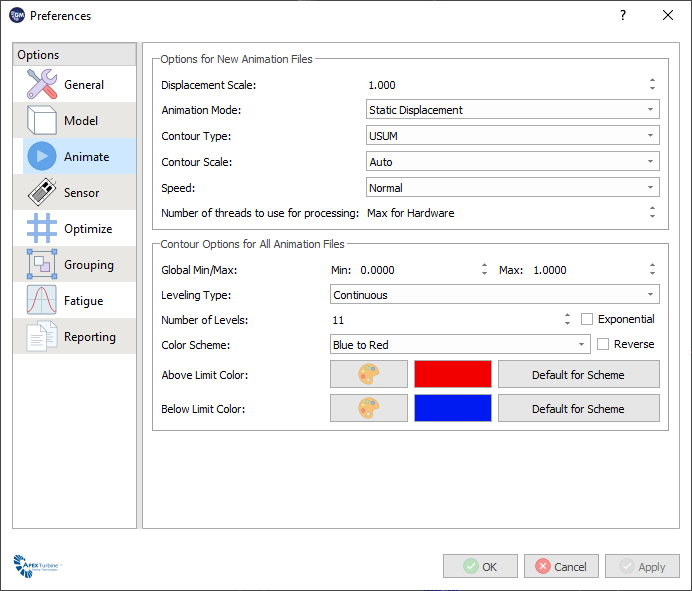 Preferences
?
Options
General
Model
Animate
Sensor
Optimize
Grouping
Fatigue
Reporting
Options for New Animation Files
Displacement Scale: 1.000
Animation Mode: Static Displacement
Contour Type: USUM
Contour Scale: Auto
Speed: Normal
Number of threads to use for processing: Max for Hardware
Contour Options for All Animation Files
Global Min/Max: Min: 0.0000 Max: 1.0000
Leveling Type: Continuous
Number of Levels: 11 Exponential
Color Scheme: Blue to Red Reverse
Above Limit Color: Default for Scheme
Below Limit Color: Default for Scheme
APEX Turbine
OK Cancel Apply